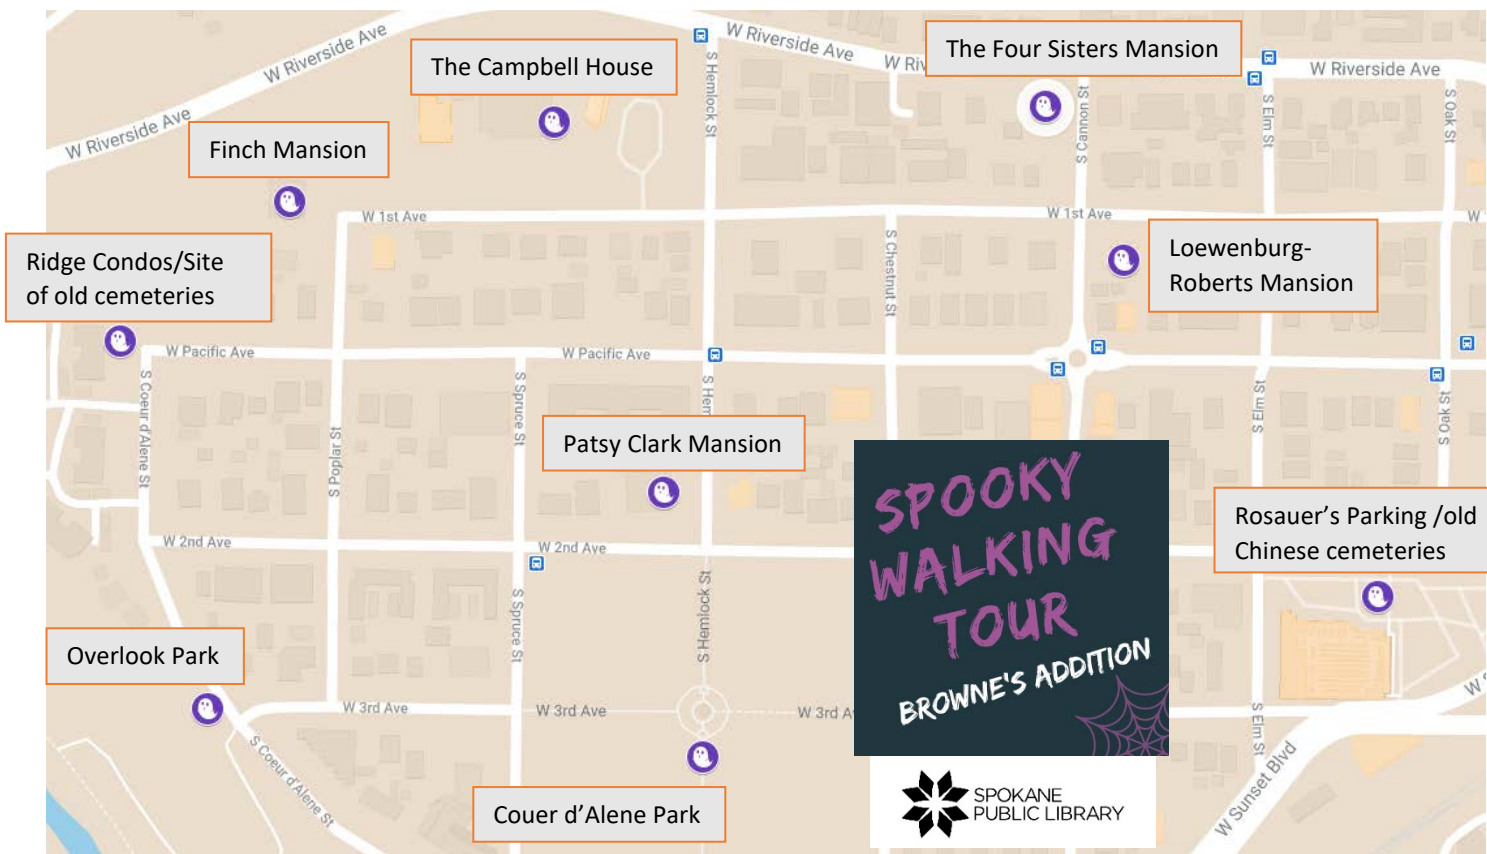 W Riverside Ave
W Riverside Ave
W Riverside Ave
W Riv
W Riverside Ave
The Campbell House
The Four Sisters Mansion
Finch Mansion
S Hemlock St
S Cannon St
S Elm St
S Oak St
W 1st Ave
W 1st Ave
W
Ridge Condos/Site
of old cemeteries
S Chestnut St
Loewenburg-
Roberts Mansion
W Pacific Ave
W Pacific Ave
S Coeur d'Alene St
S Poplar St
S Spruce St
S Hem
S Elm St
S Oak St
Patsy Clark Mansion
SPOOKY
WALKING
TOUR
BROWNE'S ADDITION
Rosauer's Parking /old
Chinese cemeteries
W 2nd Ave
W 2nd Ave
S Spruce St
S Hemlock St
Overlook Park
W 3rd Ave
W 3rd Ave
W 3rd A
S Elm St
W S
S Coeur d'Alene St
W Sunset Blvd
Couer d'Alene Park
SPOKANE
PUBLIC LIBRARY